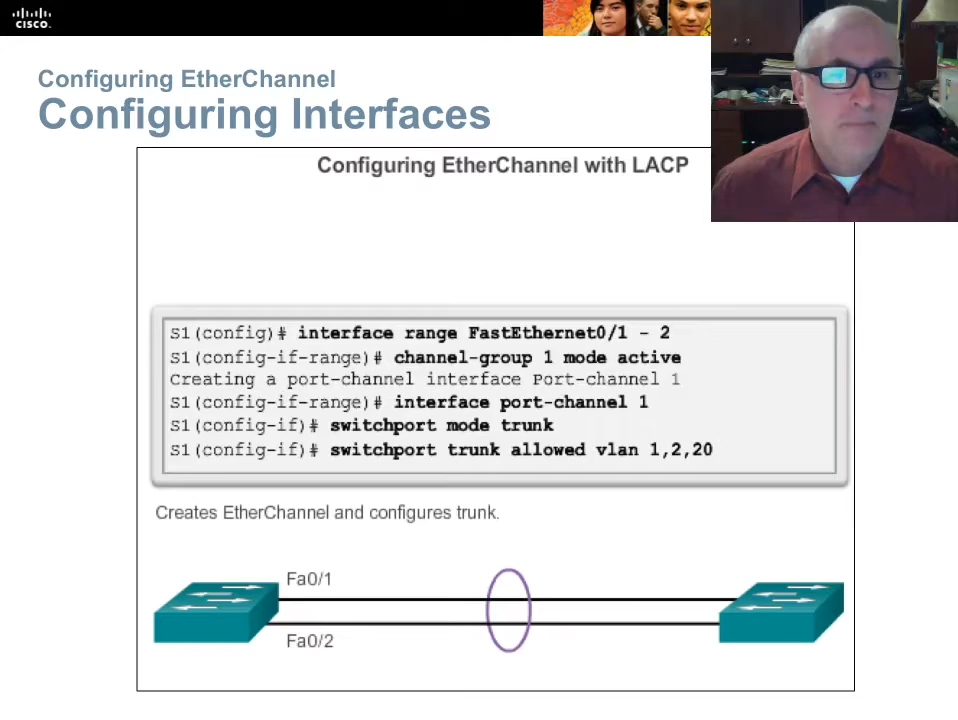 cisco.
Configuring EtherChannel
Configuring Interfaces
Configuring EtherChannel with LACP
S1(config)# interface range FastEthernet0/1 - 2
S1(config-if-range)# channel-group 1 mode active
Creating a port-channel interface Port-channel 1
S1(config-if-range)# interface port-channel 1
S1(config-if)# switchport mode trunk
S1(config-if)# switchport trunk allowed vlan 1,2,20
Creates EtherChannel and configures trunk.
Fa0/1
Fa0/2